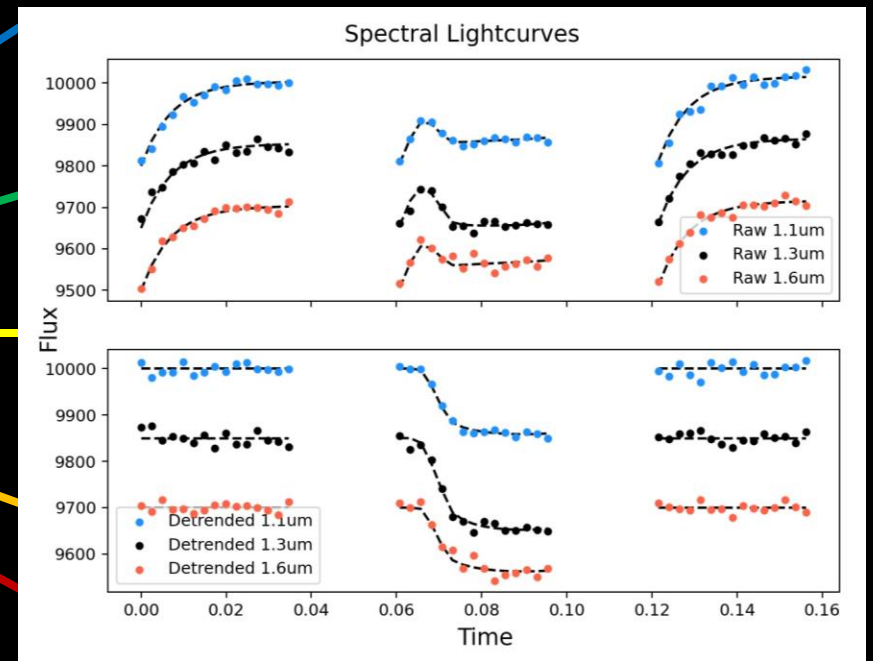 Spectral Lightcurves
Flux
10000
9900
9800
9700
9600
9500
Raw 1.1um
Raw 1.3um
Raw 1.6um
10000
9900
9800
9700
9600
Detrended 1.1um
Detrended 1.3um
Detrended 1.6um
0.00 0.02 0.04 0.06 0.08 0.10 0.12 0.14 0.16
Time